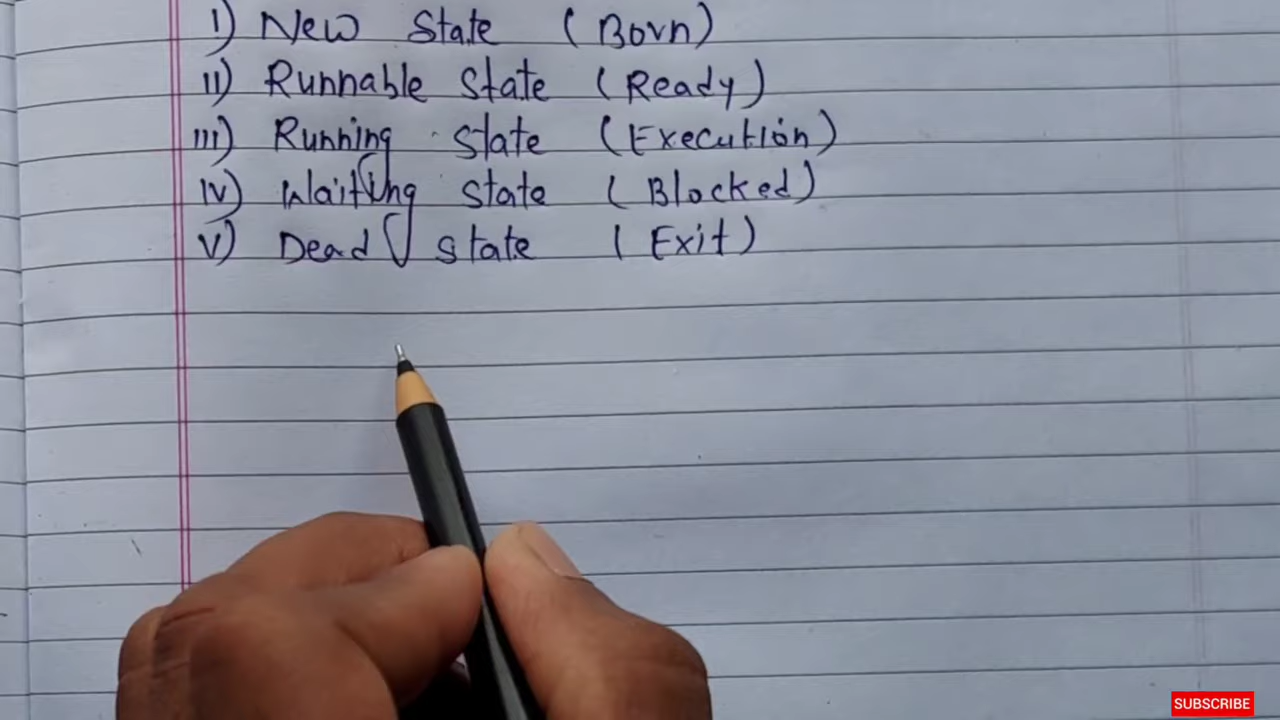 I) New State (Born)
II) Runnable State (Ready)
III) Running State (Execution)
IV) Waiting State (Blocked)
V) Dead State (Exit)
SUBSCRIBE